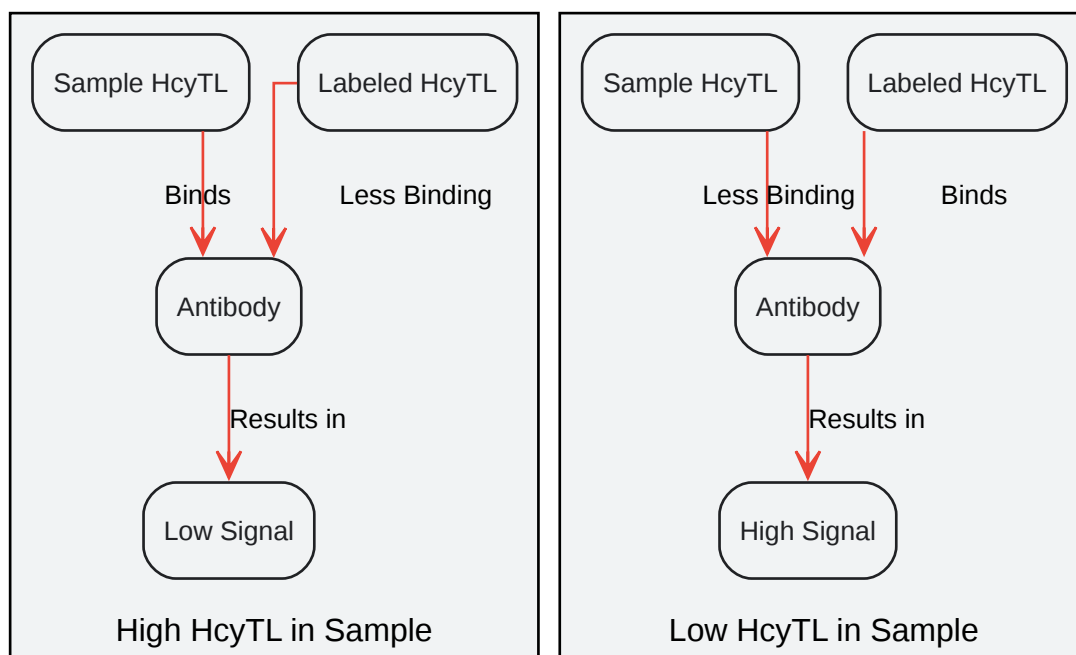 Sample HcyTL
Labeled HcyTL
Binds
Less Binding
Antibody
Results in
Low Signal
High HcyTL in Sample
Sample HcyTL
Labeled HcyTL
Less Binding
Binds
Antibody
Results in
High Signal
Low HcyTL in Sample